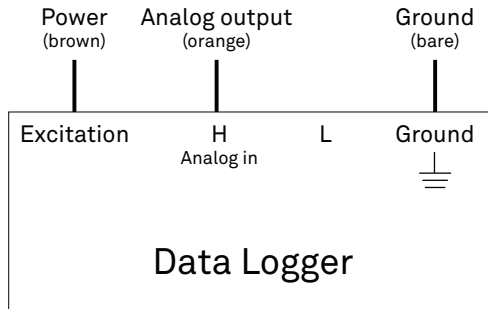 Power Analog output Ground
(brown) (orange) (bare)
Excitation H L Ground
Analog in
Data Logger